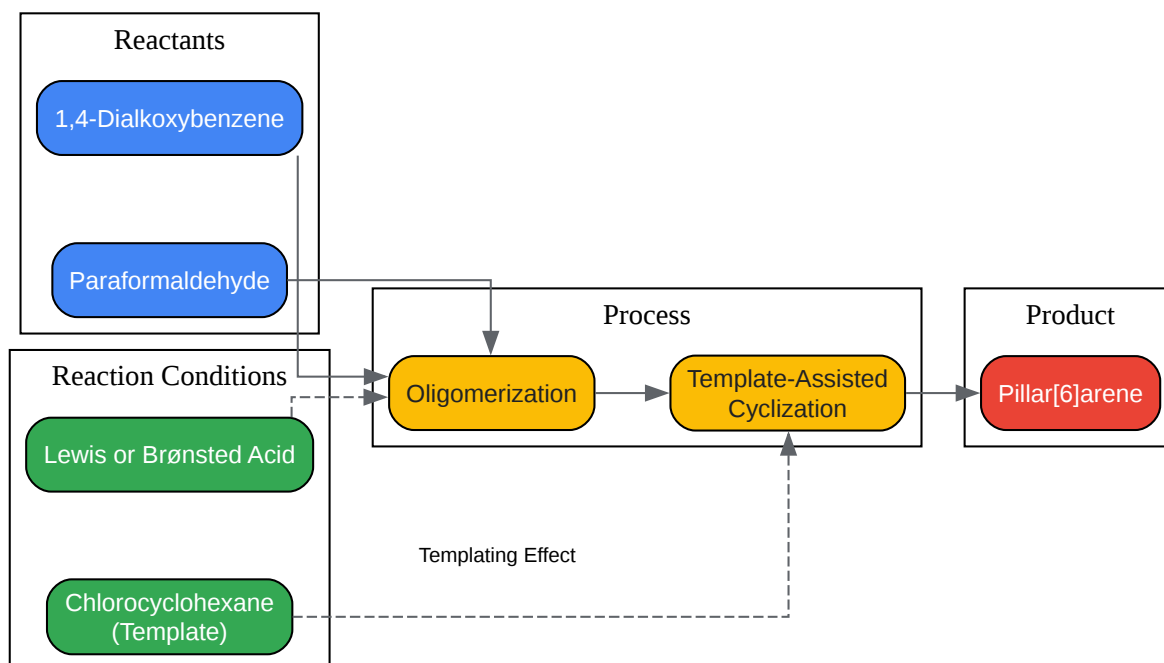 Reactants
1,4-Dialkoxybenzene
Paraformaldehyde
Reaction Conditions
Lewis or Brønsted Acid
Chlorocyclohexane
(Template)
Process
Oligomerization
Template-Assisted
Cyclization
Templating Effect
Product
Pillar[6]arene